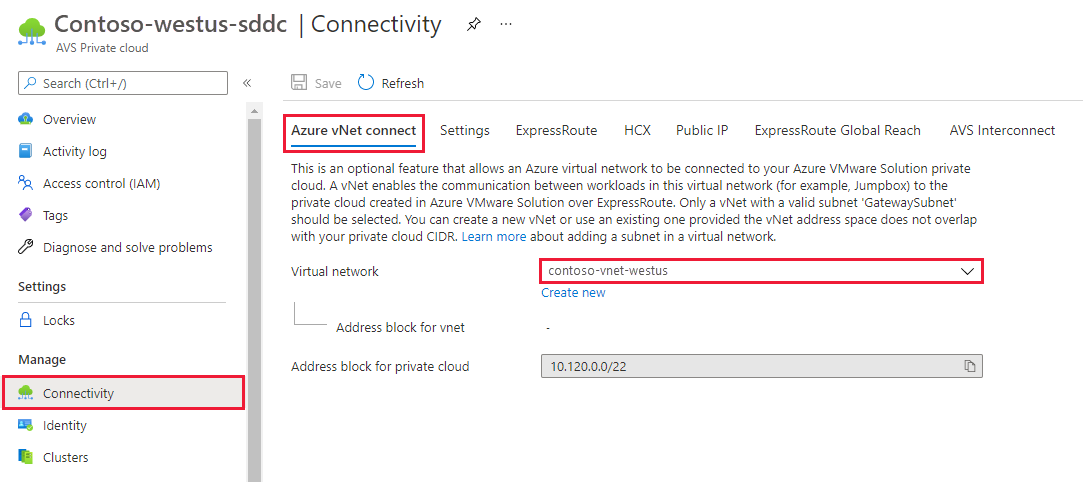 Contoso-westus-sddc | Connectivity ...
AVS Private cloud
Search (Ctrl+/) «
Overview
Activity log
Access control (IAM)
Tags
Diagnose and solve problems
Settings
Locks
Manage
Connectivity
Identity
Clusters
Save Refresh
Azure vNet connect Settings ExpressRoute HCX Public IP ExpressRoute Global Reach AVS Interconnect
This is an optional feature that allows an Azure virtual network to be connected to your Azure VMware Solution private
cloud. A vNet enables the communication between workloads in this virtual network (for example, Jumpbox) to the
private cloud created in Azure VMware Solution over ExpressRoute. Only a vNet with a valid subnet 'GatewaySubnet'
should be selected. You can create a new vNet or use an existing one provided the vNet address space does not overlap
with your private cloud CIDR. Learn more about adding a subnet in a virtual network.
Virtual network contoso-vnet-westus
Create new
Address block for vnet -
Address block for private cloud 10.120.0.0/22